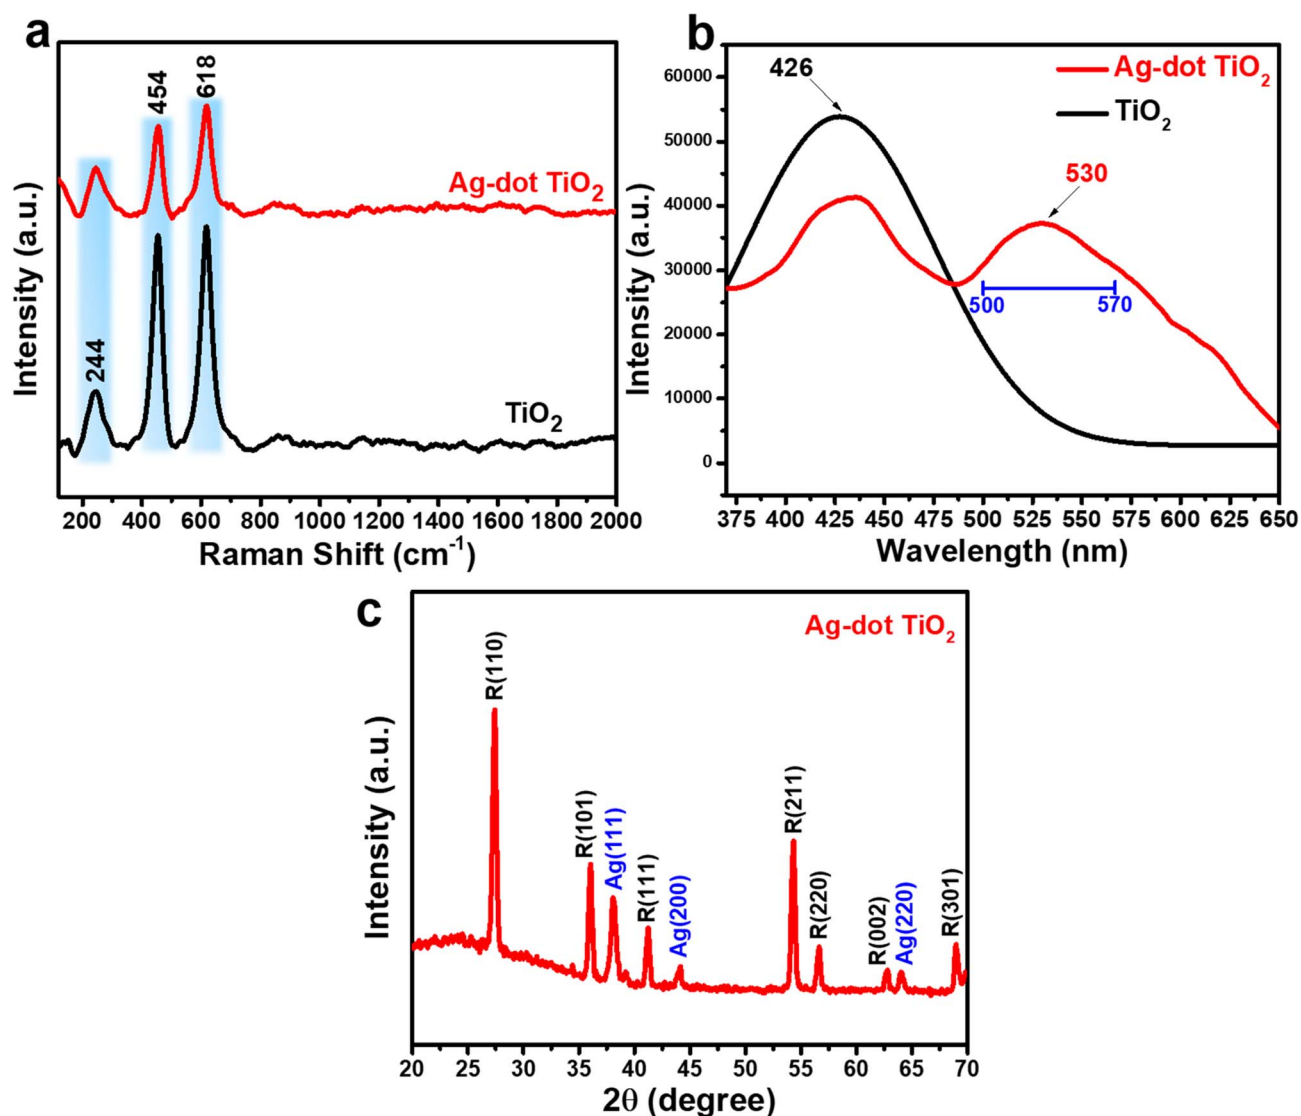 a
244
454
618
Ag-dot TiO₂
TiO₂
Intensity (a.u.)
200 400 600 800 1000 1200 1400 1600 1800 2000
Raman Shift (cm⁻¹)
b
Ag-dot TiO₂
TiO₂
426
530
500 570
60000
50000
40000
30000
20000
10000
0
Intensity (a.u.)
375 400 425 450 475 500 525 550 575 600 625 650
Wavelength (nm)
c
Ag-dot TiO₂
R(110)
R(101)
Ag(111)
R(111)
Ag(200)
R(211)
R(220)
R(002)
Ag(220)
R(301)
Intensity (a.u.)
20 25 30 35 40 45 50 55 60 65 70
2θ (degree)